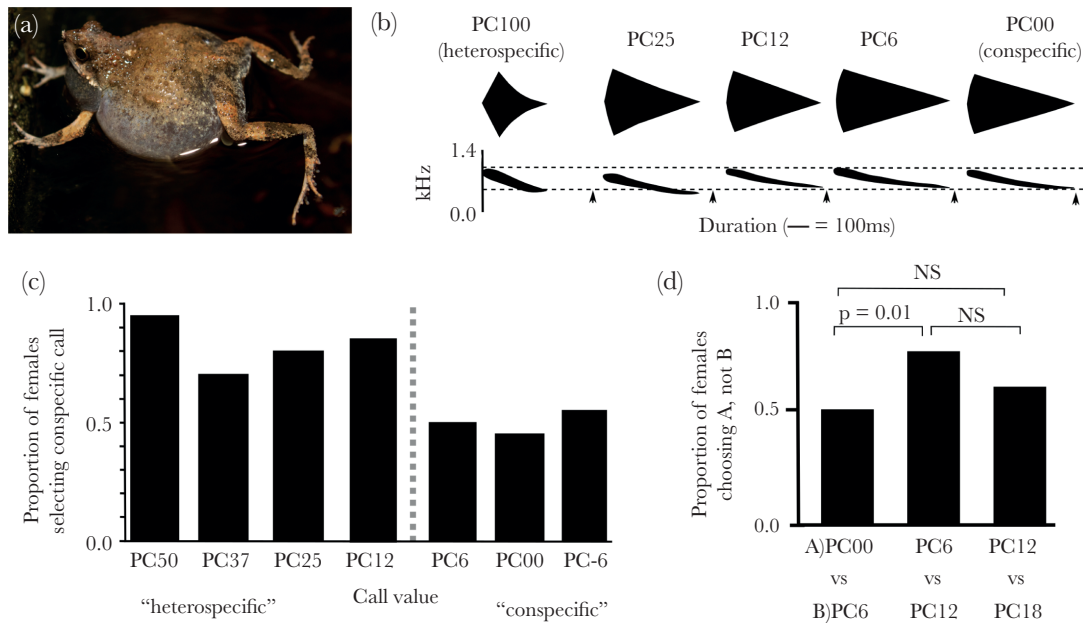 (a)
(b)
PC100
(heterospecific)
PC25
PC12
PC6
PC00
(conspecific)
1.4
kHz
0.0
Duration (— = 100ms)
(c)
Proportion of females
selecting conspecific call
1.0
0.5
0.0
PC50 PC37 PC25 PC12 PC6 PC00 PC-6
“heterospecific” Call value “conspecific”
(d)
Proportion of females
choosing A, not B
1.0
0.5
0.0
NS
p = 0.01
NS
A)PC00 PC6 PC12
vs vs vs
B)PC6 PC12 PC18